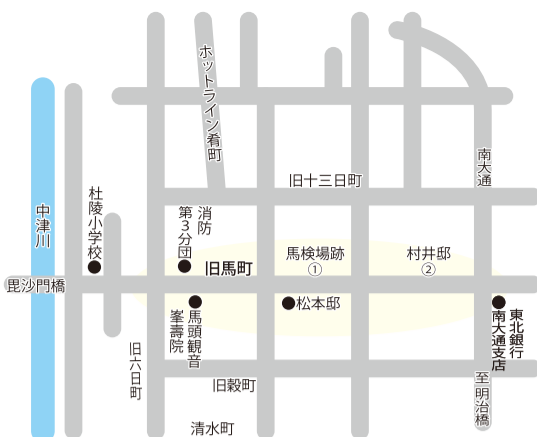 ホットライン肴町
南大通
旧十三日町
中津川
杜陵小学校
消防
第3分団
旧馬町
馬検場跡
①
村井邸
②
毘沙門橋
馬頭観音
峯壽院
松本邸
東北銀行
南大通支店
旧六日町
旧穀町
至明治橋
清水町